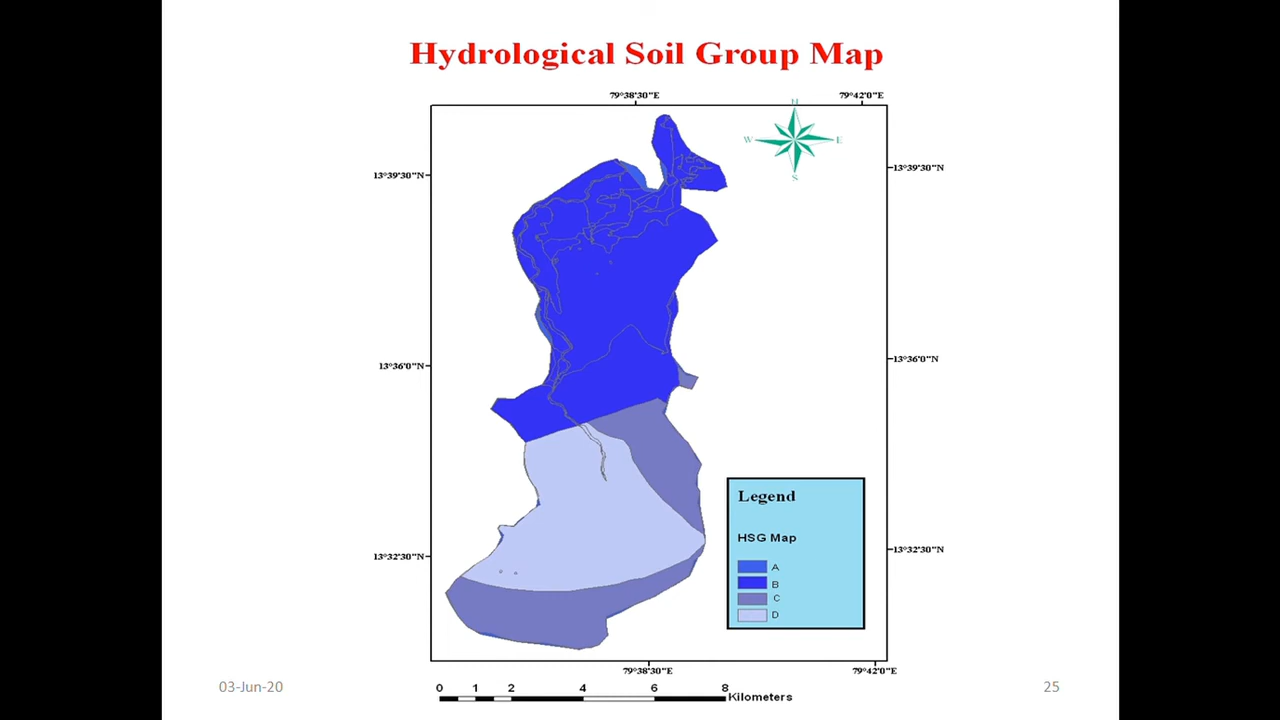 Hydrological Soil Group Map
79°38'30"E
79°42'0"E
N
W
E
S
13°39'30"N
13°39'30"N
13°36'0"N
13°36'0"N
Legend
HSG Map
A
B
C
D
13°32'30"N
13°32'30"N
79°38'30"E
79°42'0"E
03-Jun-20
0 1 2 4 6 8
Kilometers
25